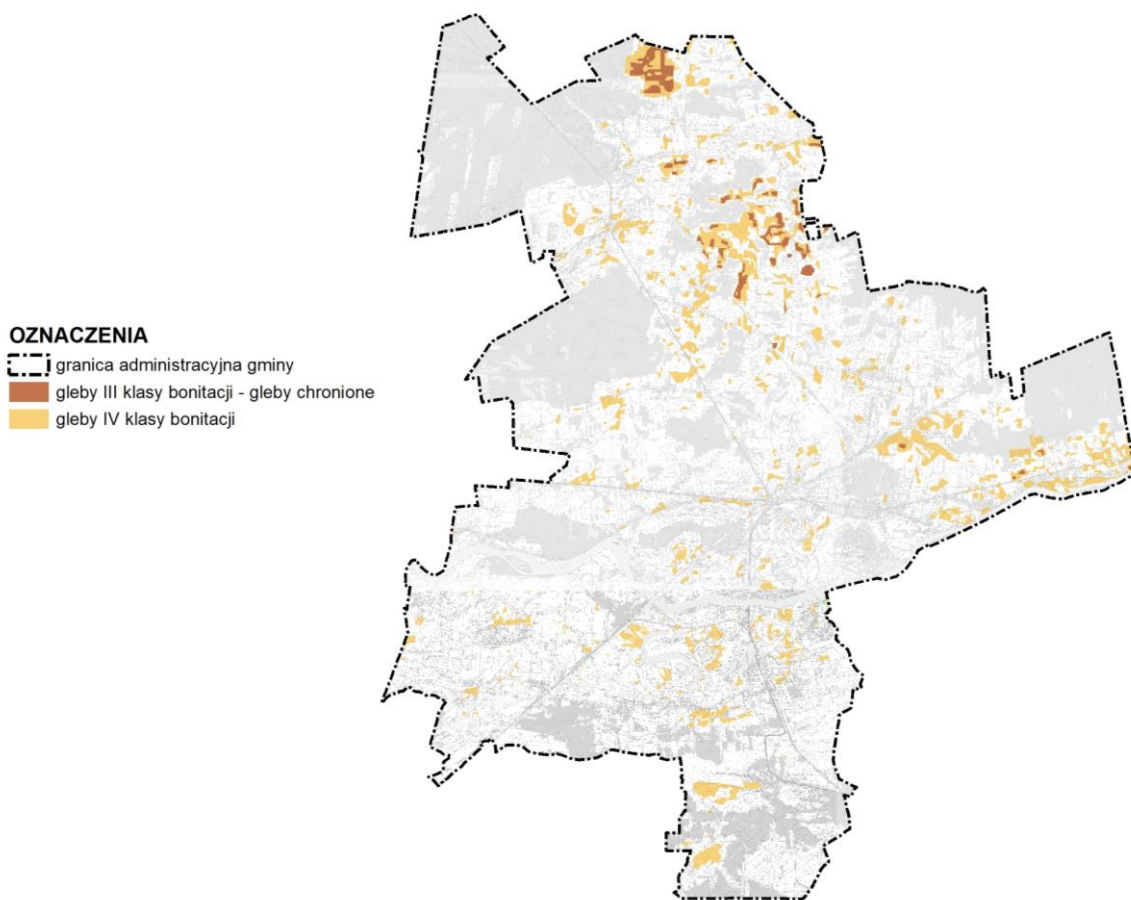 OZNACZENIA
granica administracyjna gminy
gleby III klasy bonitacji - gleby chronione
gleby IV klasy bonitacji